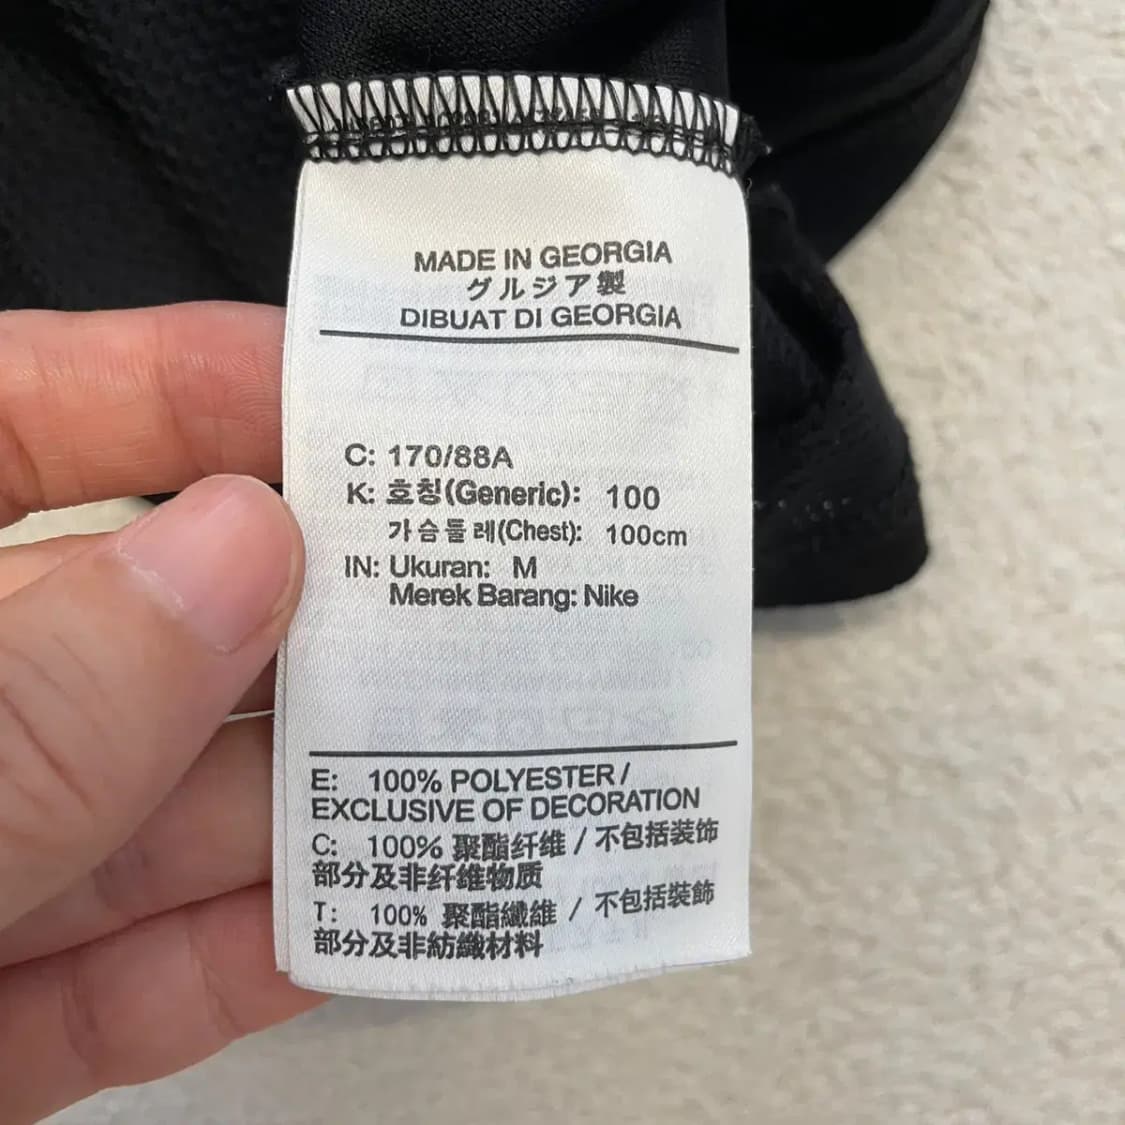 MADE IN GEORGIA
グルジア製
DIBUAT DI GEORGIA
C: 170/88A
K: 호칭(Generic): 100
가슴둘레(Chest): 100cm
IN: Ukuran: M
Merek Barang: Nike
E: 100% POLYESTER /
EXCLUSIVE OF DECORATION
C: 100% 聚酯纤维 / 不包括装饰
部分及非纤维物质
T: 100% 聚酯纖維 / 不包括裝飾
部分及非紡織材料